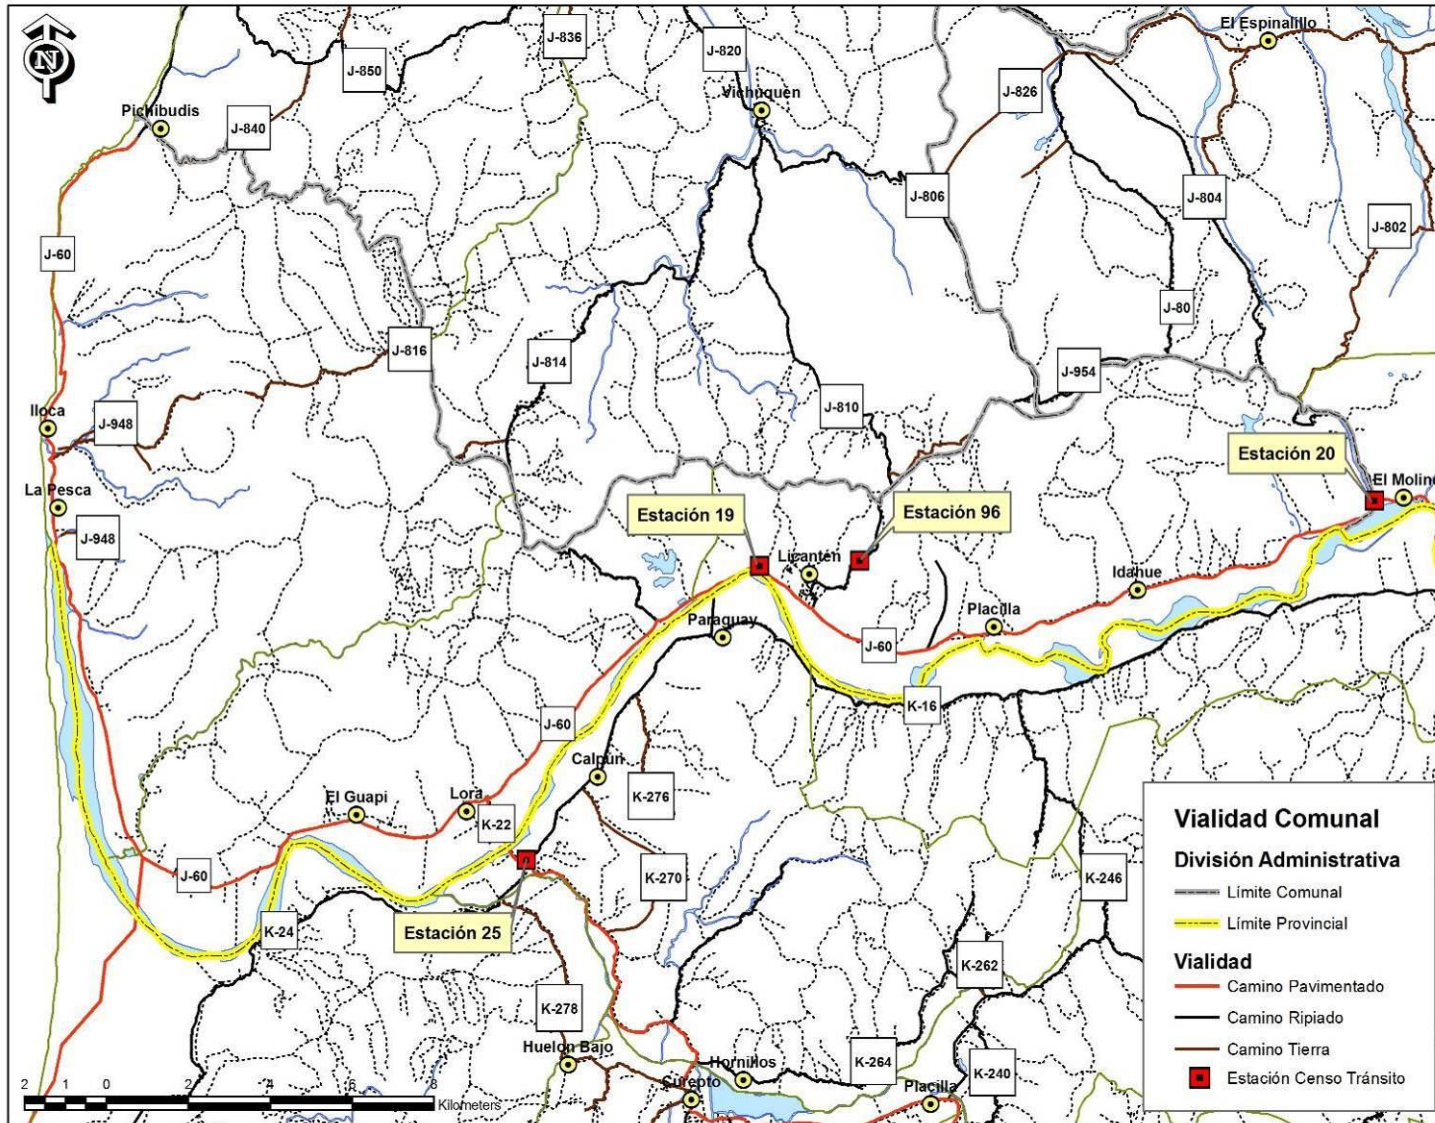 N
El Espinalillo
J-836
J-820
J-850
J-826
Vichuquen
Pichibudis
J-840
J-806
J-804
J-802
J-60
J-80
J-816
J-814
J-954
J-810
Iloca
J-948
Estación 20
El Molino
La Pesca
Estación 19
Estación 96
J-948
Licantén
Idahue
Placilla
Paraguay
J-60
K-16
J-60
Calpun
K-276
El Guapi
Lora
K-22
J-60
K-270
K-246
Estación 25
K-24
K-262
K-278
Huelon Bajo
Hornillos
K-264
K-240
Curepto
Placilla
2 1 0 2 4 6 8
Kilometers
Vialidad Comunal
División Administrativa
Límite Comunal
Límite Provincial
Vialidad
Camino Pavimentado
Camino Ripiado
Camino Tierra
Estación Censo Tránsito